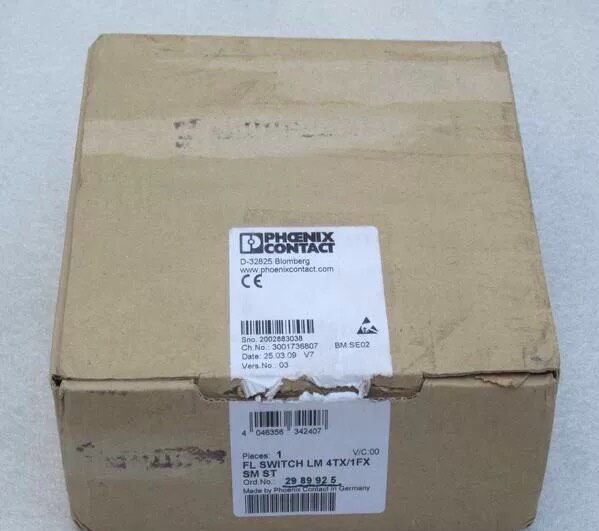 PHŒNIX
CONTACT
D-32825 Blomberg
www.phoenixcontact.com
CE
Sno. 2002883038
Ch.No.: 3001736807 BM:SE02
Date: 25.03.09 V7
Vers.No.: 03
4 046356 342407
Pieces: 1 V/C:00
FL SWITCH LM 4TX/1FX
SM ST
Ord.No.: 29 89 92 5
Made by Phoenix Contact in Germany